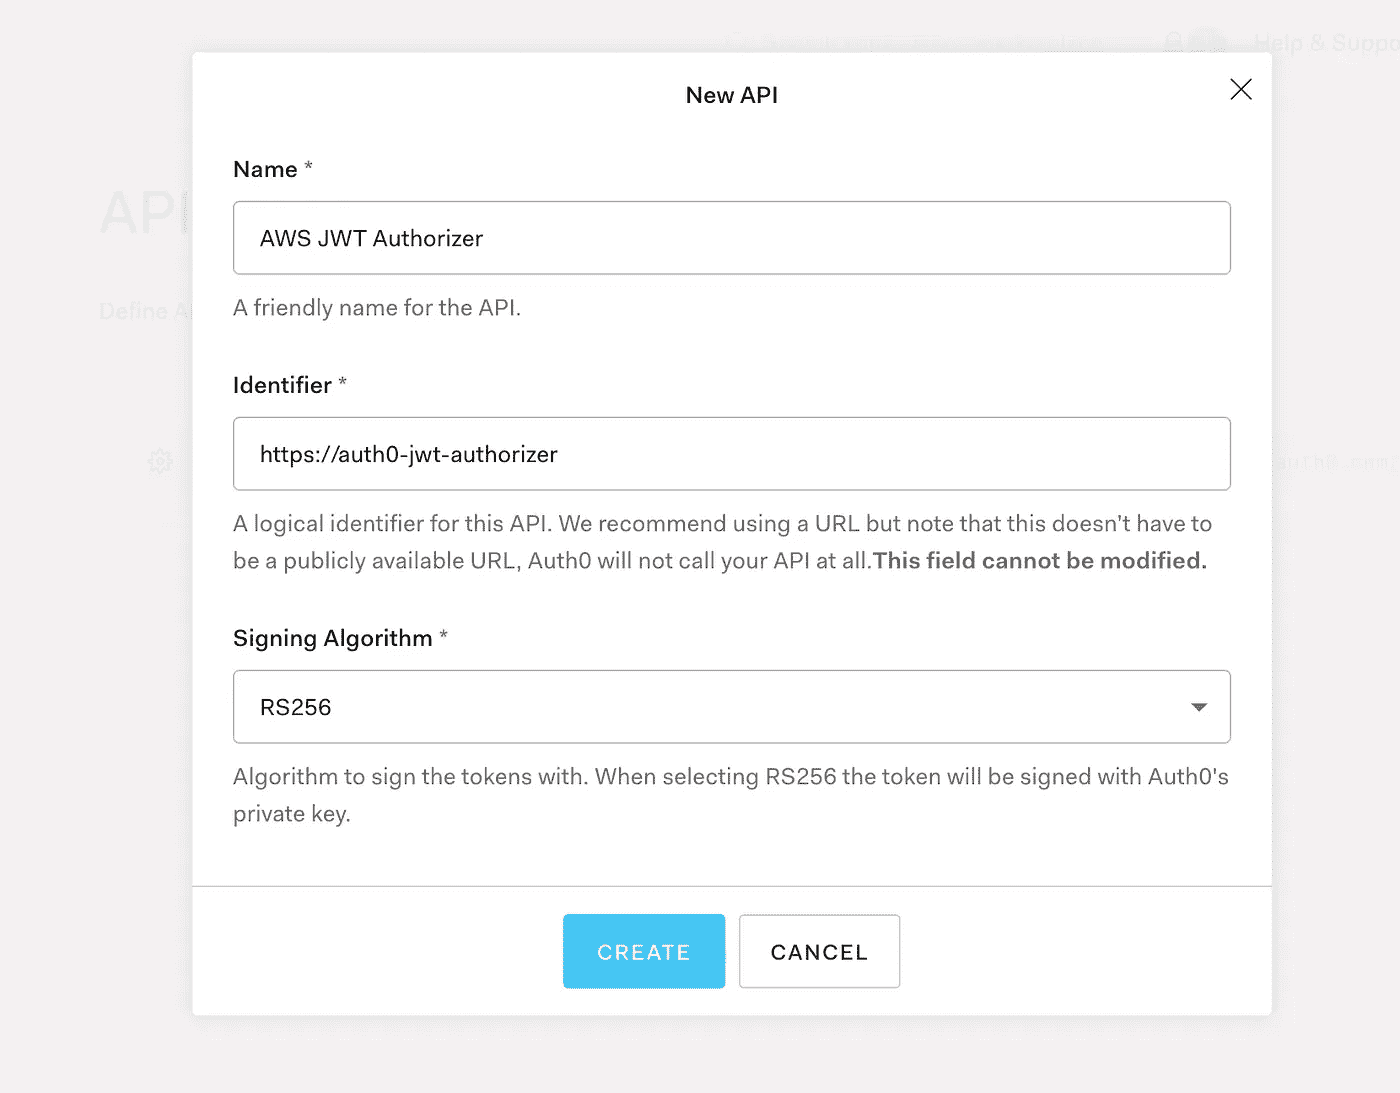 Help & Suppo
New API
Name *
API
AWS JWT Authorizer
Define A
A friendly name for the API.
Identifier *
https://auth0-jwt-authorizer
A logical identifier for this API. We recommend using a URL but note that this doesn't have to
be a publicly available URL, Auth0 will not call your API at all.This field cannot be modified.
Signing Algorithm *
RS256
Algorithm to sign the tokens with. When selecting RS256 the token will be signed with Auth0's
private key.
CREATE
CANCEL